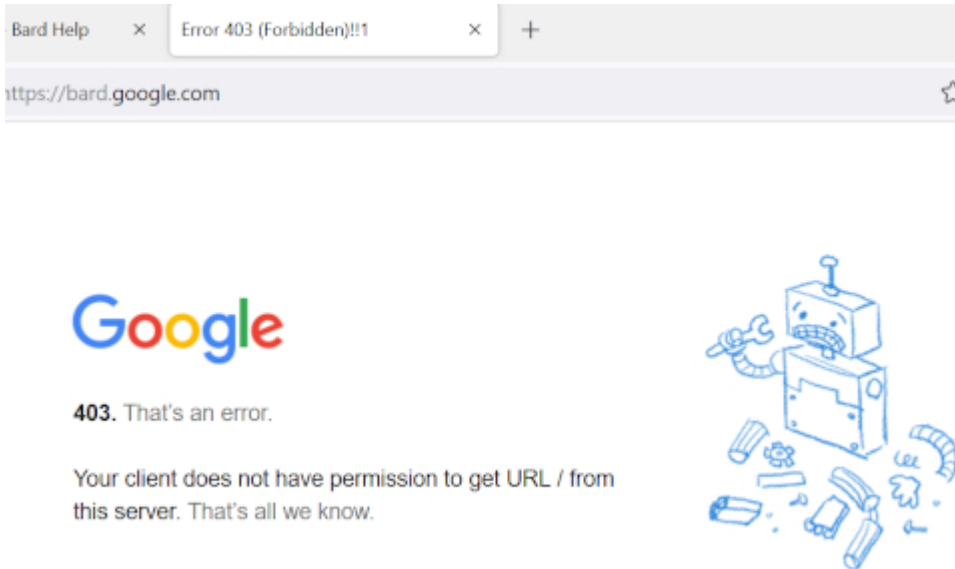 Bard Help
Error 403 (Forbidden)!!1
https://bard.google.com
Google
403. That's an error.
Your client does not have permission to get URL / from
this server. That's all we know.